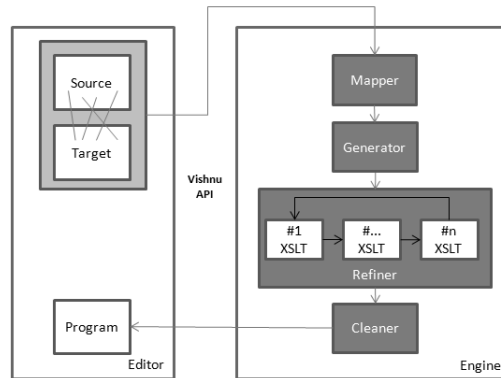 Source
Target
Program
Editor
Vishnu
API
Mapper
Generator
#1
XSLT
#...
XSLT
#n
XSLT
Refiner
Cleaner
Engine